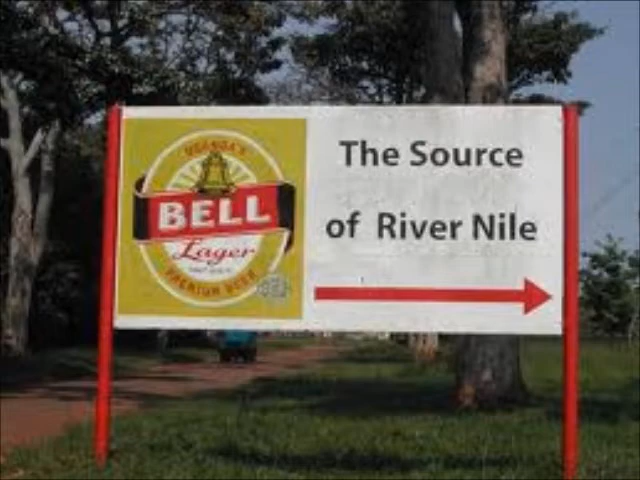 UGANDA'S
BELL
Lager
PREMIUM BEER
The Source
of River Nile